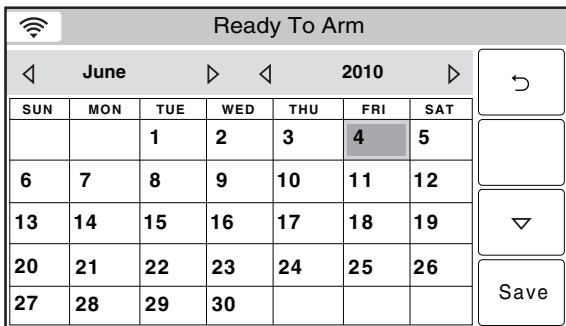 Ready To Arm
June 2010
SUN MON TUE WED THU FRI SAT
1 2 3 4 5
6 7 8 9 10 11 12
13 14 15 16 17 18 19
20 21 22 23 24 25 26
27 28 29 30
Save